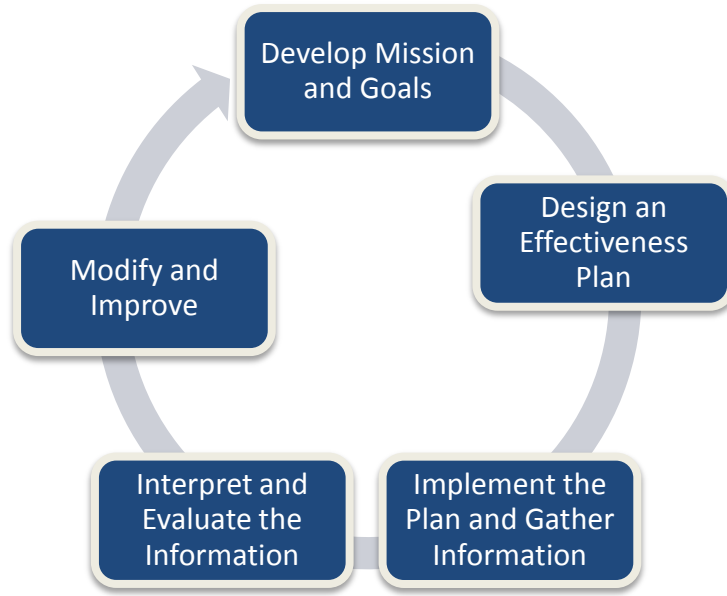 Develop Mission
and Goals
Design an
Effectiveness
Plan
Implement the
Plan and Gather
Information
Interpret and
Evaluate the
Information
Modify and
Improve